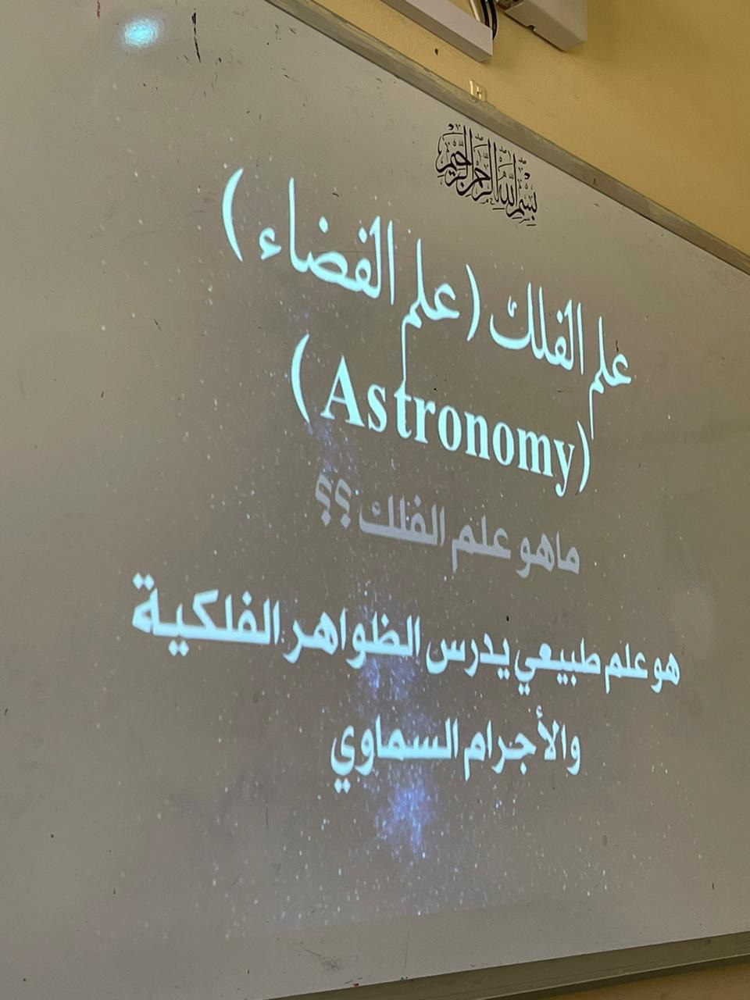 بسم الله الرحمن الرحيم
علم الفلك (علم الفضاء )
( Astronomy)
ماهو علم الفلك ؟؟
هو علم طبيعي يدرس الظواهر الفلكية
والأجرام السماوي